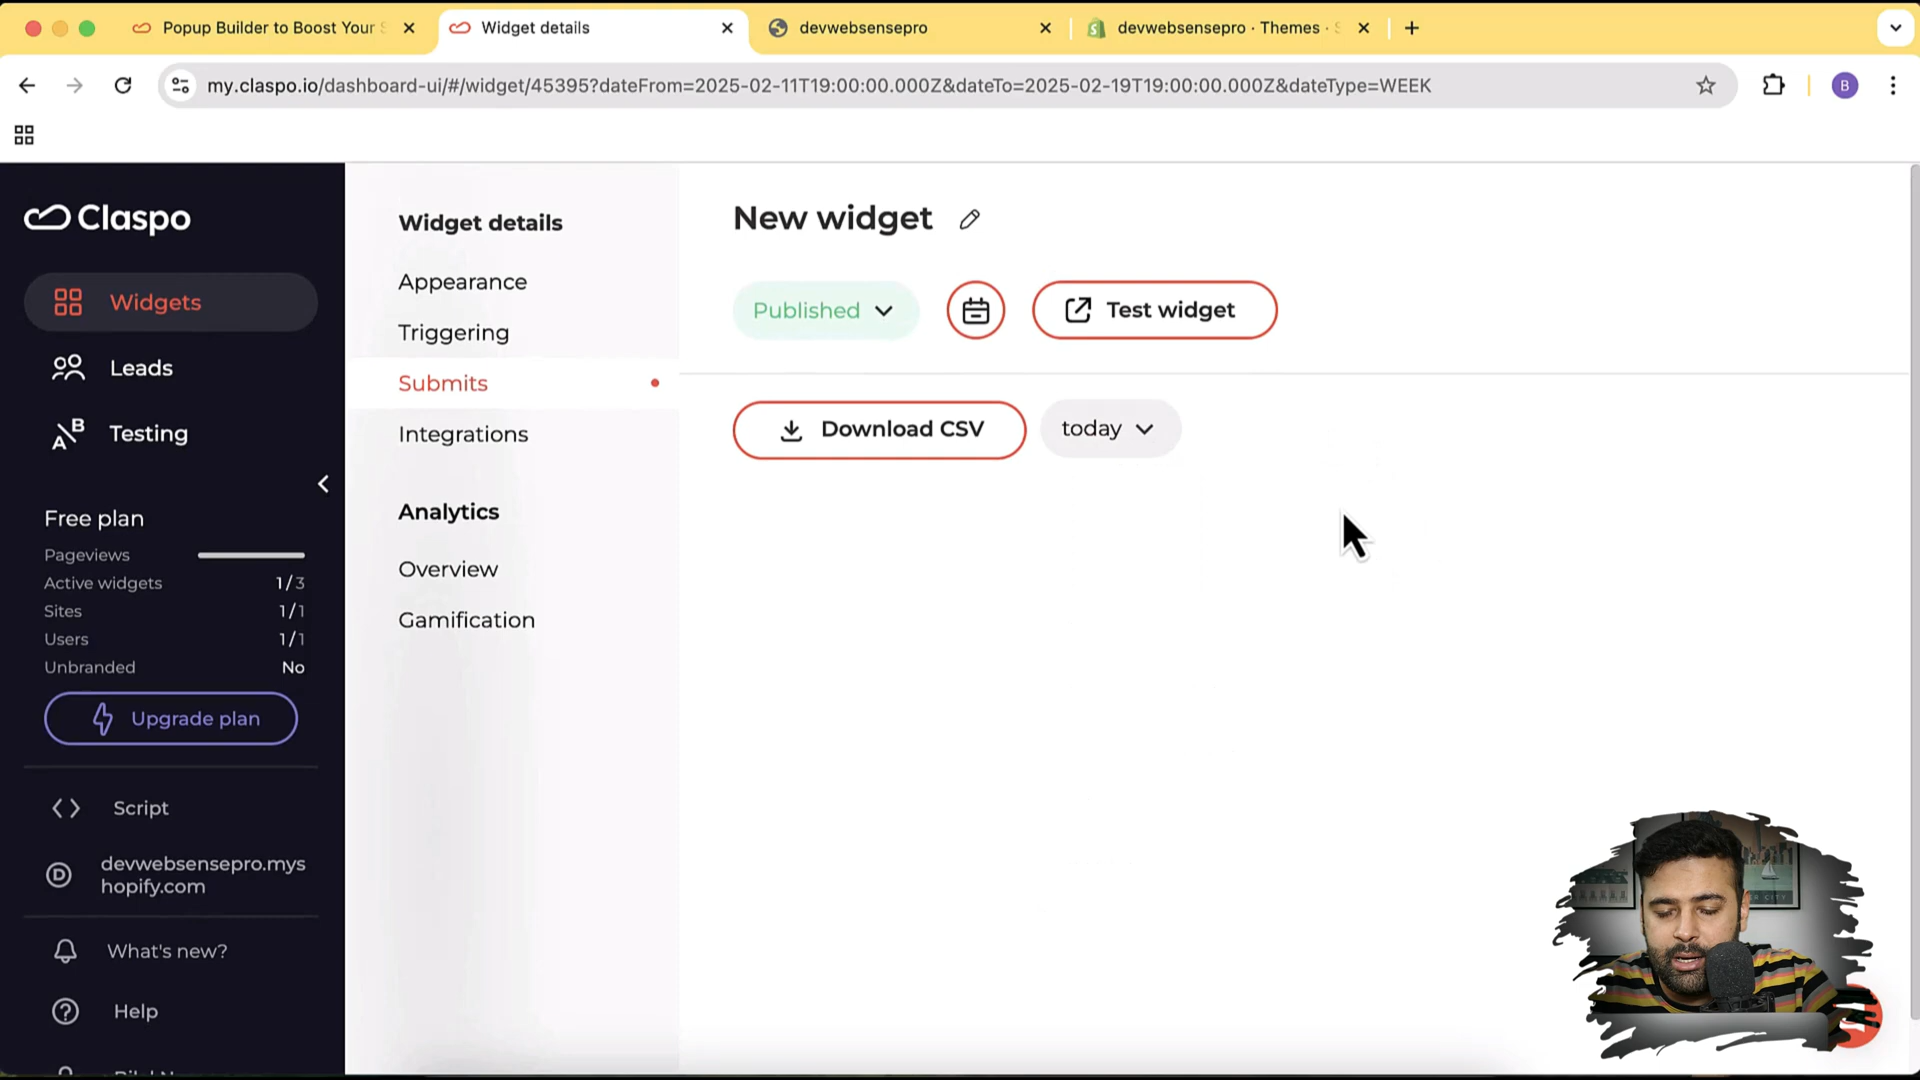 Popup Builder to Boost Your S
Widget details
devwebsensepro
devwebsensepro · Themes ·
my.claspo.io/dashboard-ui/#/widget/45395?dateFrom=2025-02-11T19:00:00.000Z&dateTo=2025-02-19T19:00:00.000Z&dateType=WEEK
B
Claspo
Widgets
Leads
A B Testing
Free plan
Pageviews
Active widgets 1/3
Sites 1/1
Users 1/1
Unbranded No
Upgrade plan
Script
D devwebsensepro.mys
hopify.com
What's new?
Help
Widget details
Appearance
Triggering
Submits
Integrations
Analytics
Overview
Gamification
New widget
Published
Test widget
Download CSV
today